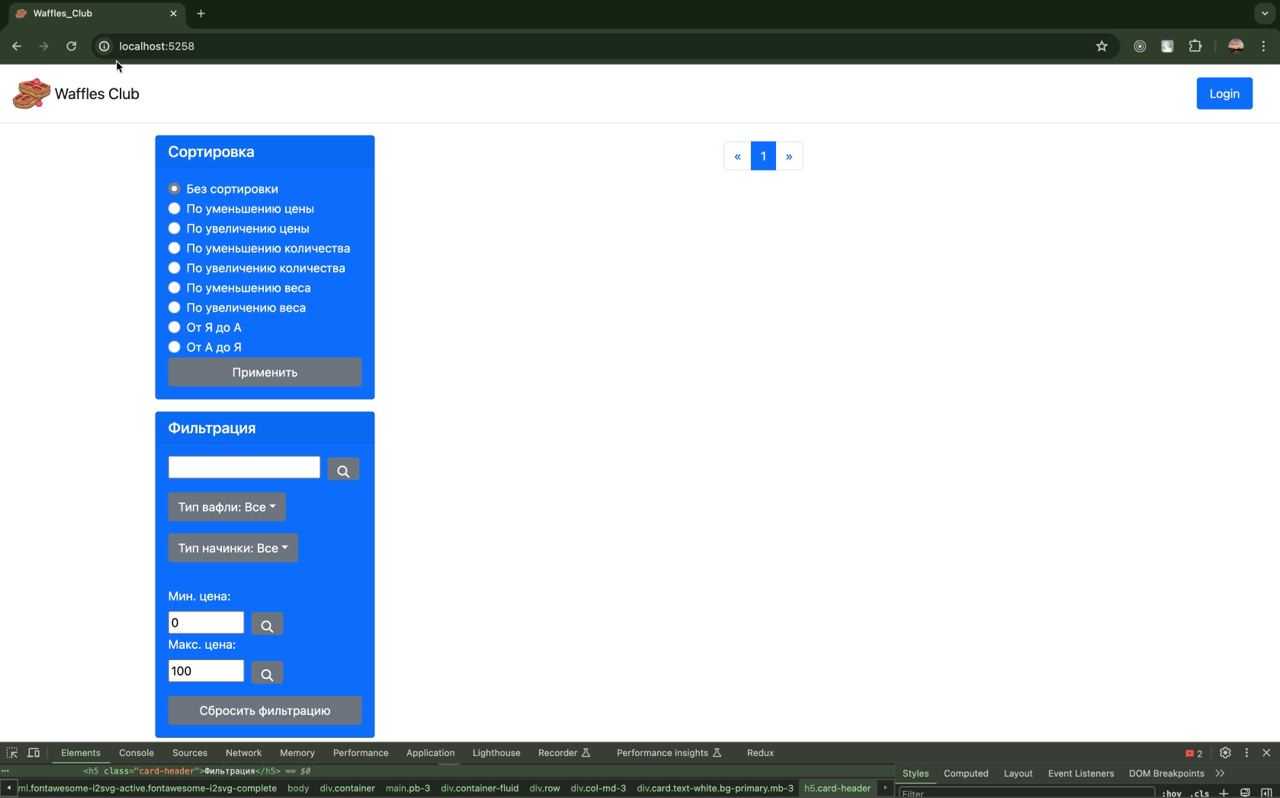 Waffles_Club
localhost:5258
Waffles Club
Login
Сортировка
Без сортировки
По уменьшению цены
По увеличению цены
По уменьшению количества
По увеличению количества
По уменьшению веса
По увеличению веса
От Я до А
От А до Я
Применить
« 1 »
Фильтрация
Тип вафли: Все
Тип начинки: Все
Мин. цена:
0
Макс. цена:
100
Сбросить фильтрацию
Elements Console Sources Network Memory Performance Application Lighthouse Recorder Performance insights Redux 2
<h5 class="card-header">Фильтрация</h5> == $0
Styles Computed Layout Event Listeners DOM Breakpoints
ml.fontawesome-i2svg-active.fontawesome-i2svg-complete body div.container main.pb-3 div.container-fluid div.row div.col-md-3 div.card.text-white.bg-primary.mb-3 h5.card-header
Filter :hov .cls